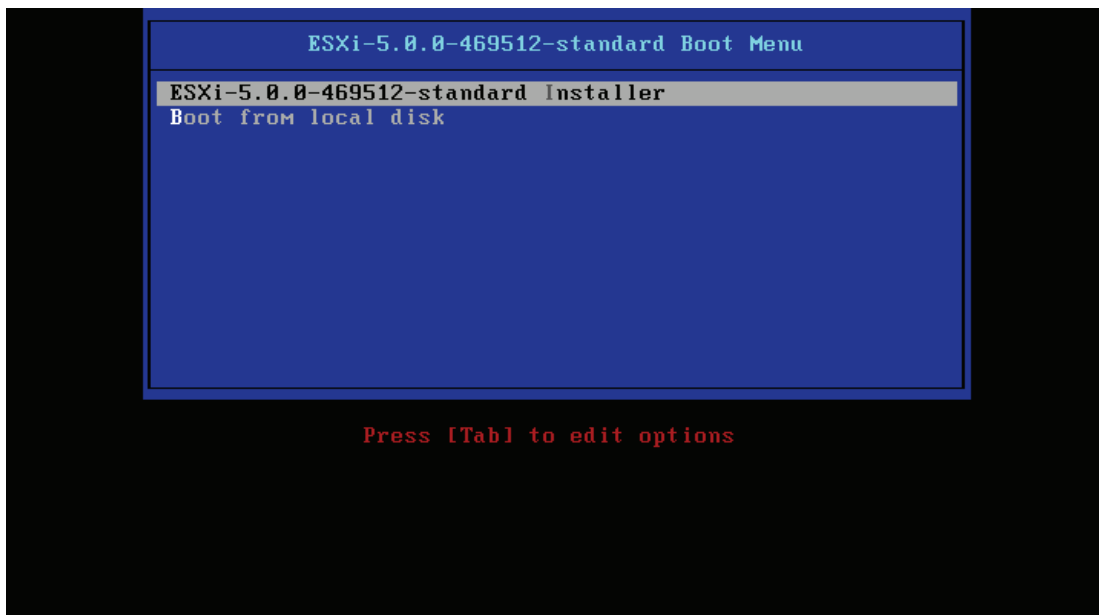 ESXi-5.0.0-469512-standard Boot Menu
ESXi-5.0.0-469512-standard Installer
Boot from local disk
Press [Tab] to edit options